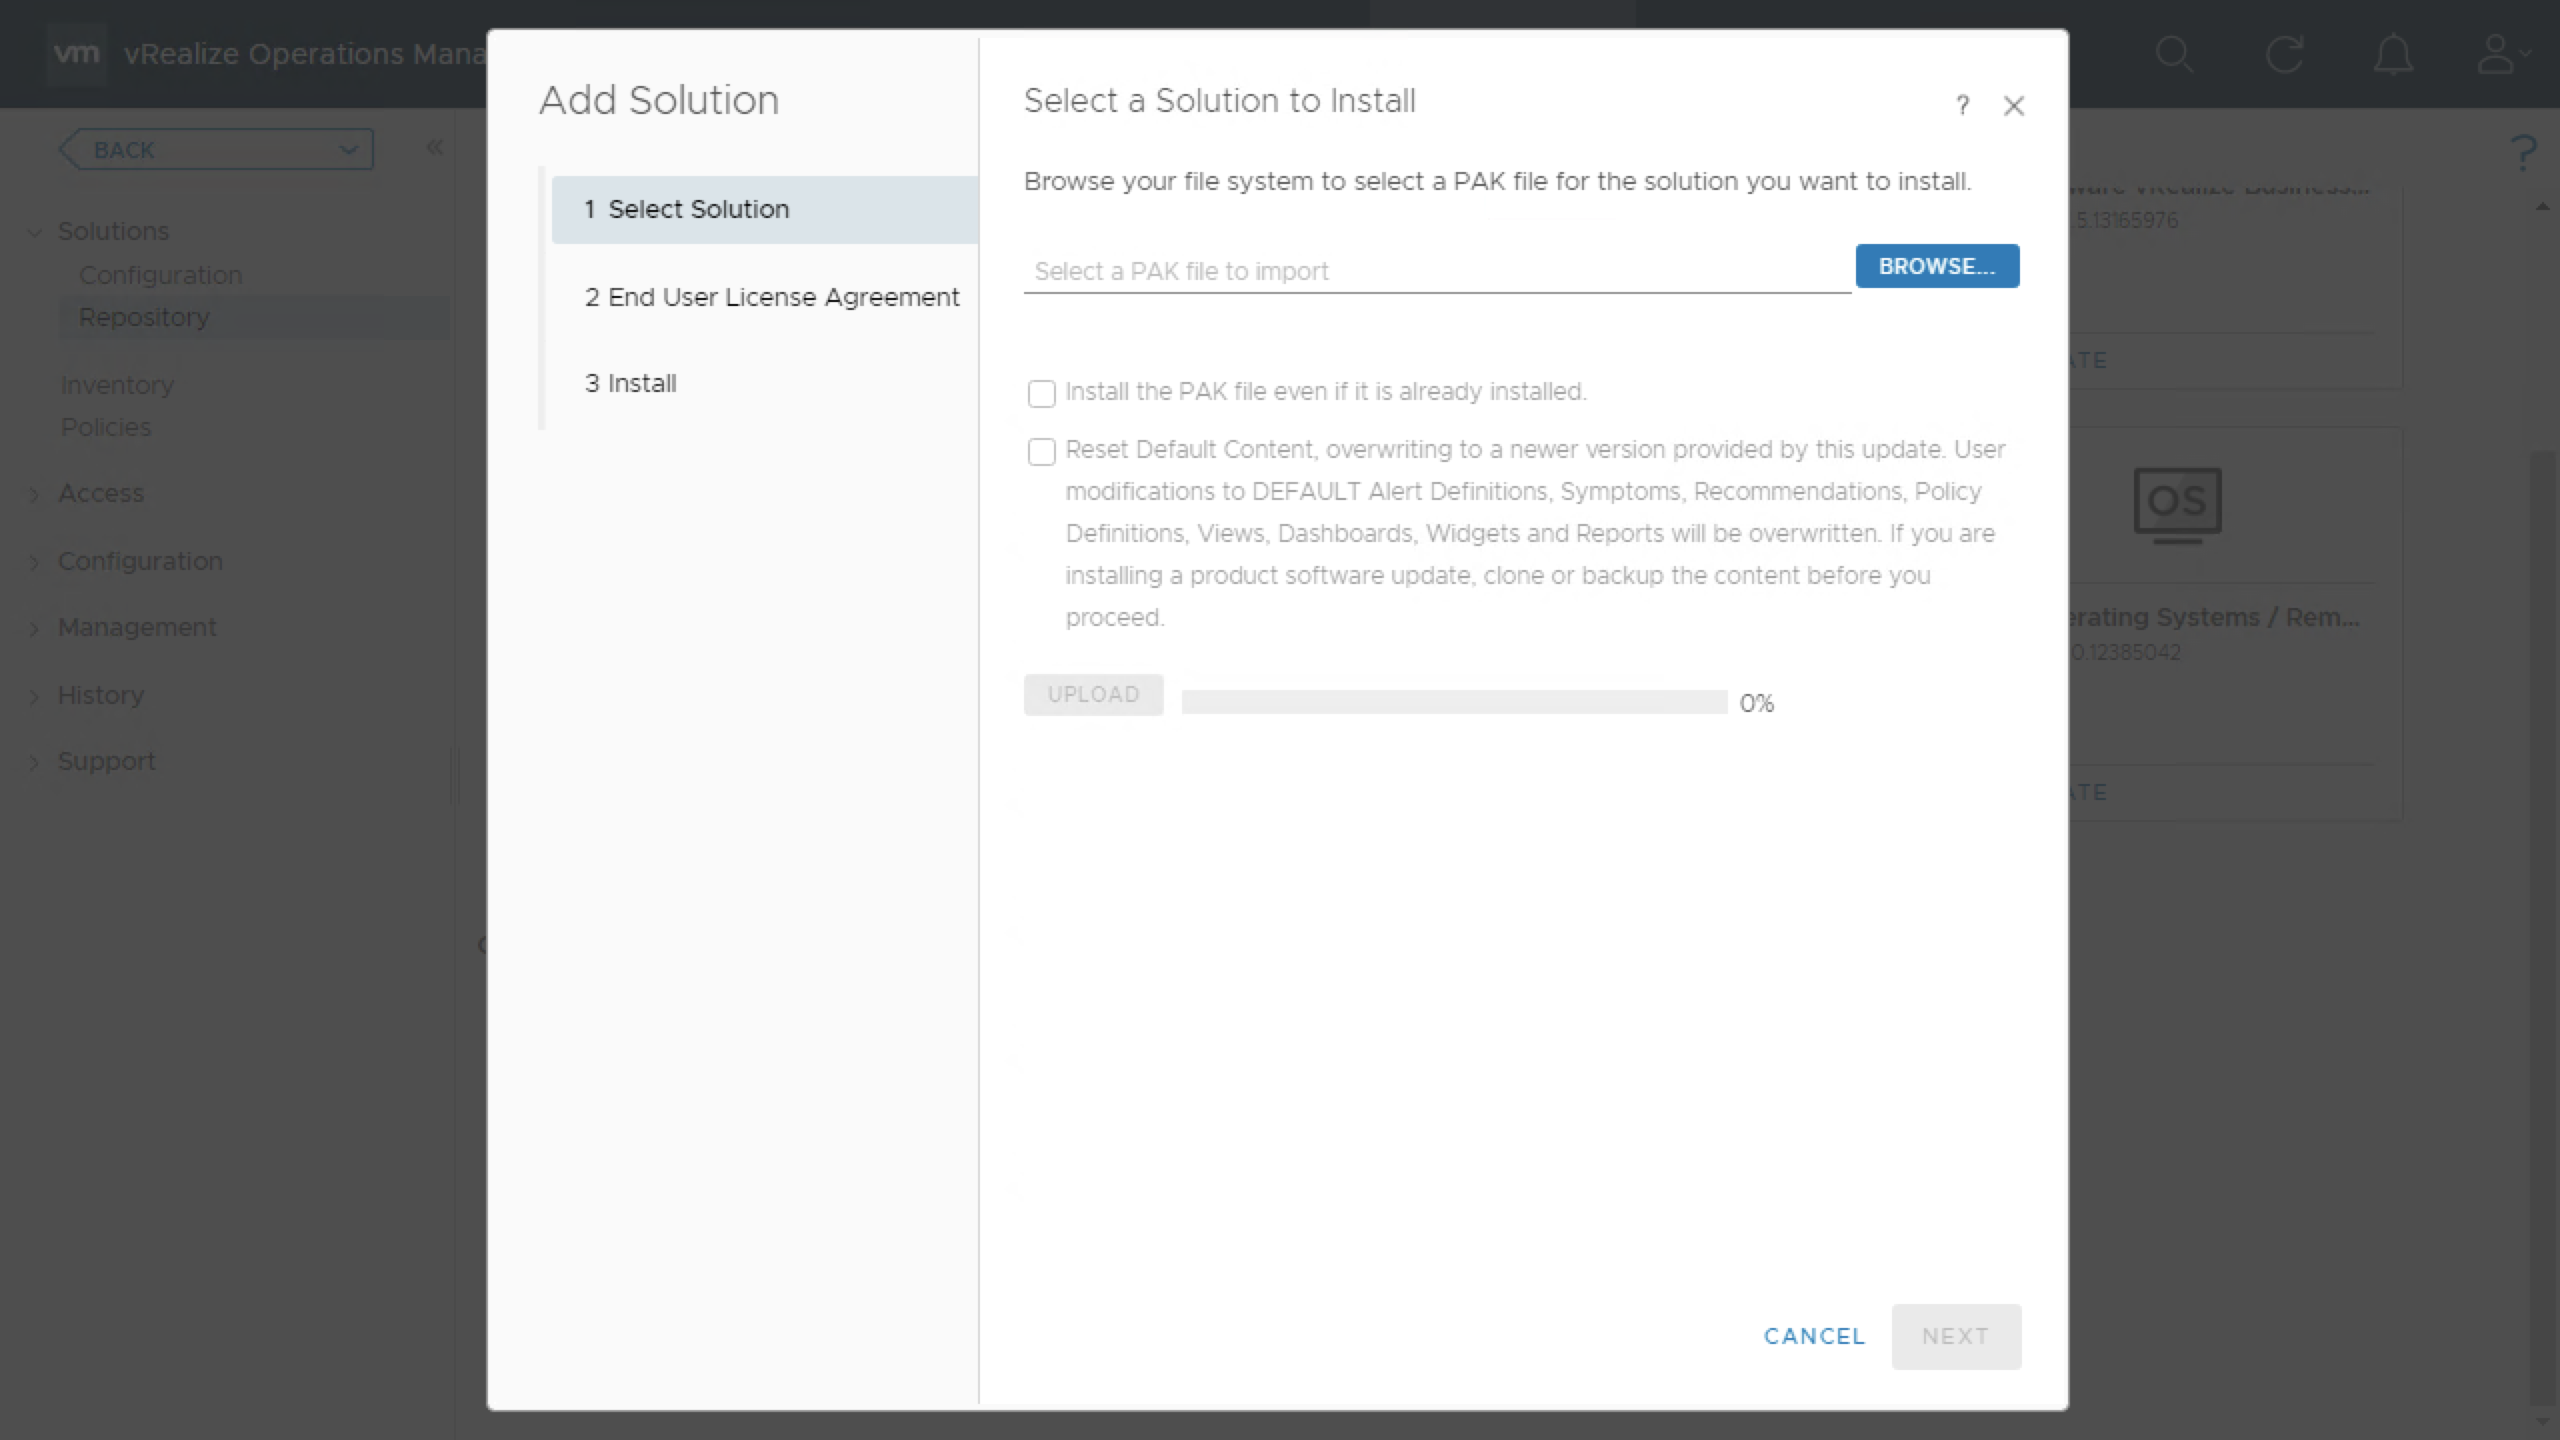 vm vRealize Operations Mana
BACK
Solutions
Configuration
Repository
Inventory
Policies
Access
Configuration
Management
History
Support
Add Solution
1 Select Solution
2 End User License Agreement
3 Install
Select a Solution to Install
?
Browse your file system to select a PAK file for the solution you want to install.
Select a PAK file to import
BROWSE...
Install the PAK file even if it is already installed.
Reset Default Content, overwriting to a newer version provided by this update. User
modifications to DEFAULT Alert Definitions, Symptoms, Recommendations, Policy
Definitions, Views, Dashboards, Widgets and Reports will be overwritten. If you are
installing a product software update, clone or backup the content before you
proceed.
UPLOAD
0%
CANCEL
NEXT
?
ware vRealize Business...
.5.13165976
ATE
OS
erating Systems / Rem...
0.12385042
ATE